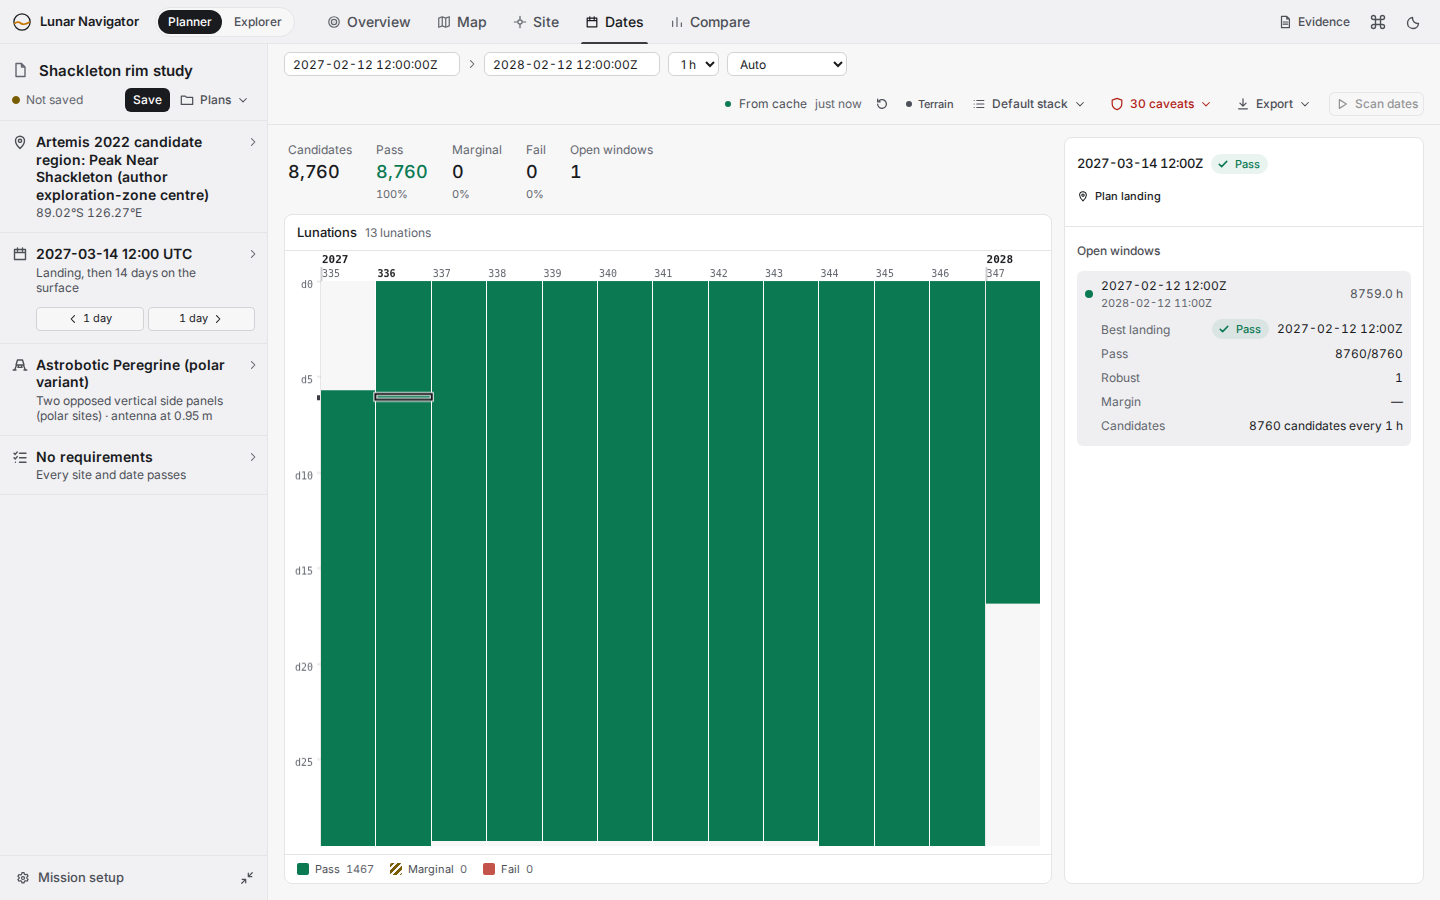 Lunar Navigator
Planner
Explorer
Overview
Map
Site
Dates
Compare
Evidence
Shackleton rim study
Not saved
Save
Plans
Artemis 2022 candidate
region: Peak Near
Shackleton (author
exploration-zone centre)
89.02°S 126.27°E
2027-03-14 12:00 UTC
Landing, then 14 days on the
surface
1 day
1 day
Astrobotic Peregrine (polar
variant)
Two opposed vertical side panels
(polar sites) · antenna at 0.95 m
No requirements
Every site and date passes
Mission setup
2027-02-12 12:00:00Z
2028-02-12 12:00:00Z
1 h
Auto
From cache just now
Terrain
Default stack
30 caveats
Export
Scan dates
Candidates
8,760
Pass
8,760
100%
Marginal
0
0%
Fail
0
0%
Open windows
1
Lunations 13 lunations
2027
2028
335 336 337 338 339 340 341 342 343 344 345 346 347
d0
d5
d10
d15
d20
d25
Pass 1467
Marginal 0
Fail 0
2027-03-14 12:00Z
Pass
Plan landing
Open windows
2027-02-12 12:00Z
2028-02-12 11:00Z
8759.0 h
Best landing Pass 2027-02-12 12:00Z
Pass 8760/8760
Robust 1
Margin —
Candidates 8760 candidates every 1 h